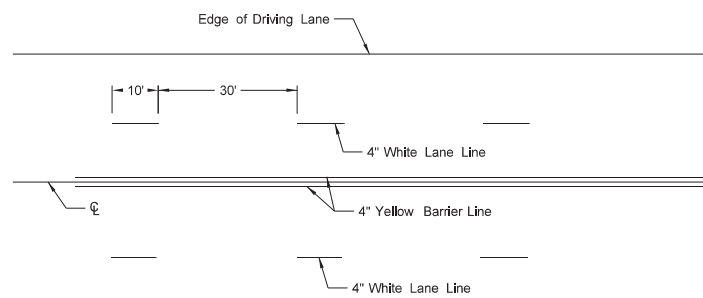 Edge of Driving Lane
10' 30'
4" White Lane Line
℄
4" Yellow Barrier Line
4" White Lane Line